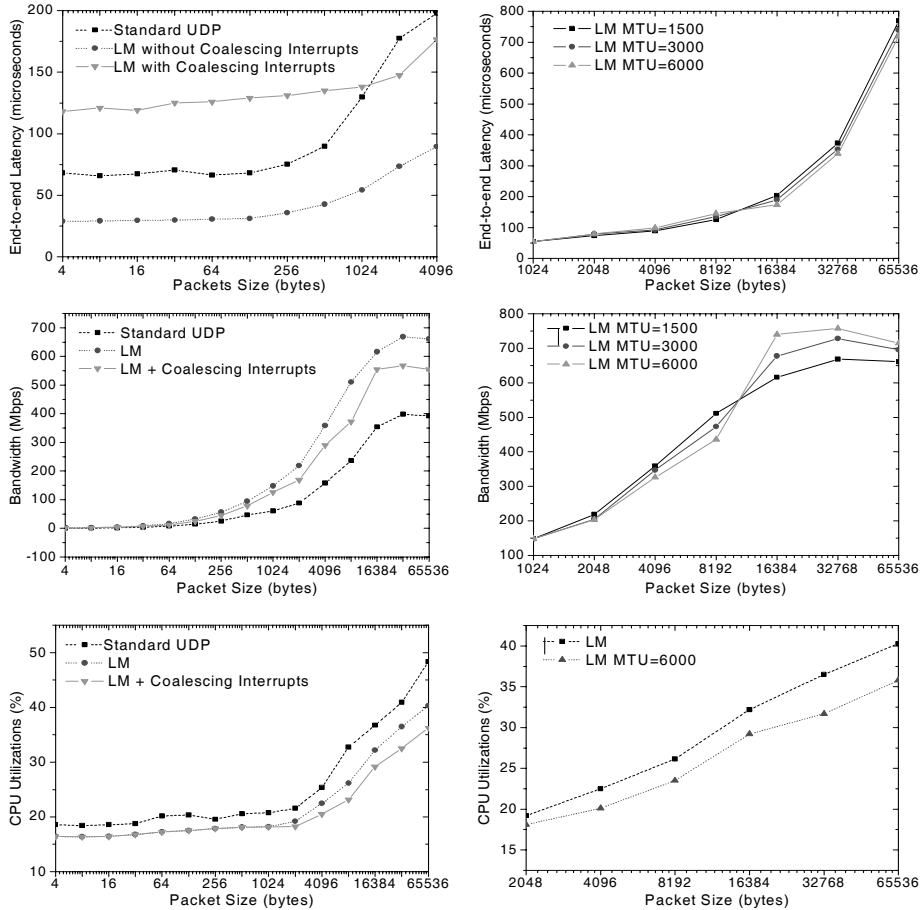 200
150
100
50
0
End-to-end Latency (microseconds)
Standard UDP
LM without Coalescing Interrupts
LM with Coalescing Interrupts
4 16 64 256 1024 4096
Packets Size (bytes)
800
700
600
500
400
300
200
100
0
End-to-end Latency (microseconds)
LM MTU=1500
LM MTU=3000
LM MTU=6000
1024 2048 4096 8192 16384 32768 65536
Packet Size (bytes)
700
600
500
400
300
200
100
0
-100
Bandwidth (Mbps)
Standard UDP
LM
LM + Coalescing Interrupts
4 16 64 256 1024 4096 16384 65536
Packet Size (bytes)
800
700
600
500
400
300
200
100
Bandwidth (Mbps)
LM MTU=1500
LM MTU=3000
LM MTU=6000
1024 2048 4096 8192 16384 32768 65536
Packet Size (bytes)
50
40
30
20
10
CPU Utilizations (%)
Standard UDP
LM
LM + Coalescing Interrupts
4 16 64 256 1024 4096 16384 65536
Packet Size (bytes)
40
35
30
25
20
15
CPU Utilizations (%)
LM
LM MTU=6000
2048 4096 8192 16384 32768 65536
Packet Size (bytes)